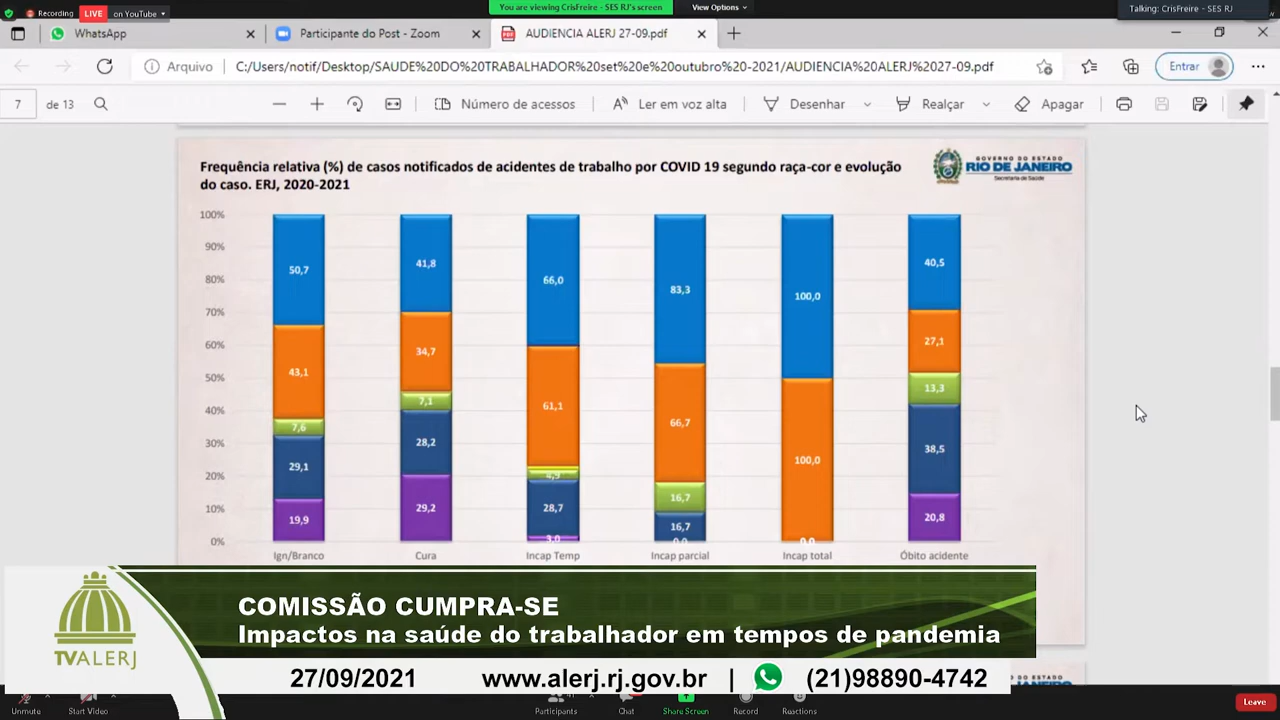 Recording
LIVE on YouTube
You are viewing CrisFreire - SES RJ's screen
View Options
Talking: CrisFreire - SES RJ
WhatsApp
Participante do Post - Zoom
AUDIENCIA ALERJ 27-09.pdf
Arquivo
C:/Users/notif/Desktop/SAUDE%20DO%20TRABALHADOR%20set%20e%20outubro%20-2021/AUDIENCIA%20ALERJ%2027-09.pdf
Entrar
7 de 13
Número de acessos
Ler em voz alta
Desenhar
Realçar
Apagar
Frequência relativa (%) de casos notificados de acidentes de trabalho por COVID 19 segundo raça-cor e evolução
do caso. ERJ, 2020-2021
GOVERNO DO ESTADO
RIO DE JANEIRO
Secretaria de Saúde
100%
90%
80%
70%
60%
50%
40%
30%
20%
10%
0%
50,7
43,1
7,6
29,1
19,9
41,8
34,7
7,1
28,2
29,2
66,0
61,1
4,9
28,7
3,0
83,3
66,7
16,7
16,7
0,0
100,0
100,0
0,0
40,5
27,1
13,3
38,5
20,8
Ign/Branco
Cura
Incap Temp
Incap parcial
Incap total
Óbito acidente
TVALERJ
COMISSÃO CUMPRA-SE
Impactos na saúde do trabalhador em tempos de pandemia
27/09/2021 www.alerj.rj.gov.br | (21)98890-4742
Unmute
Start Video
Participants
Chat
Share Screen
Record
Reactions
Leave